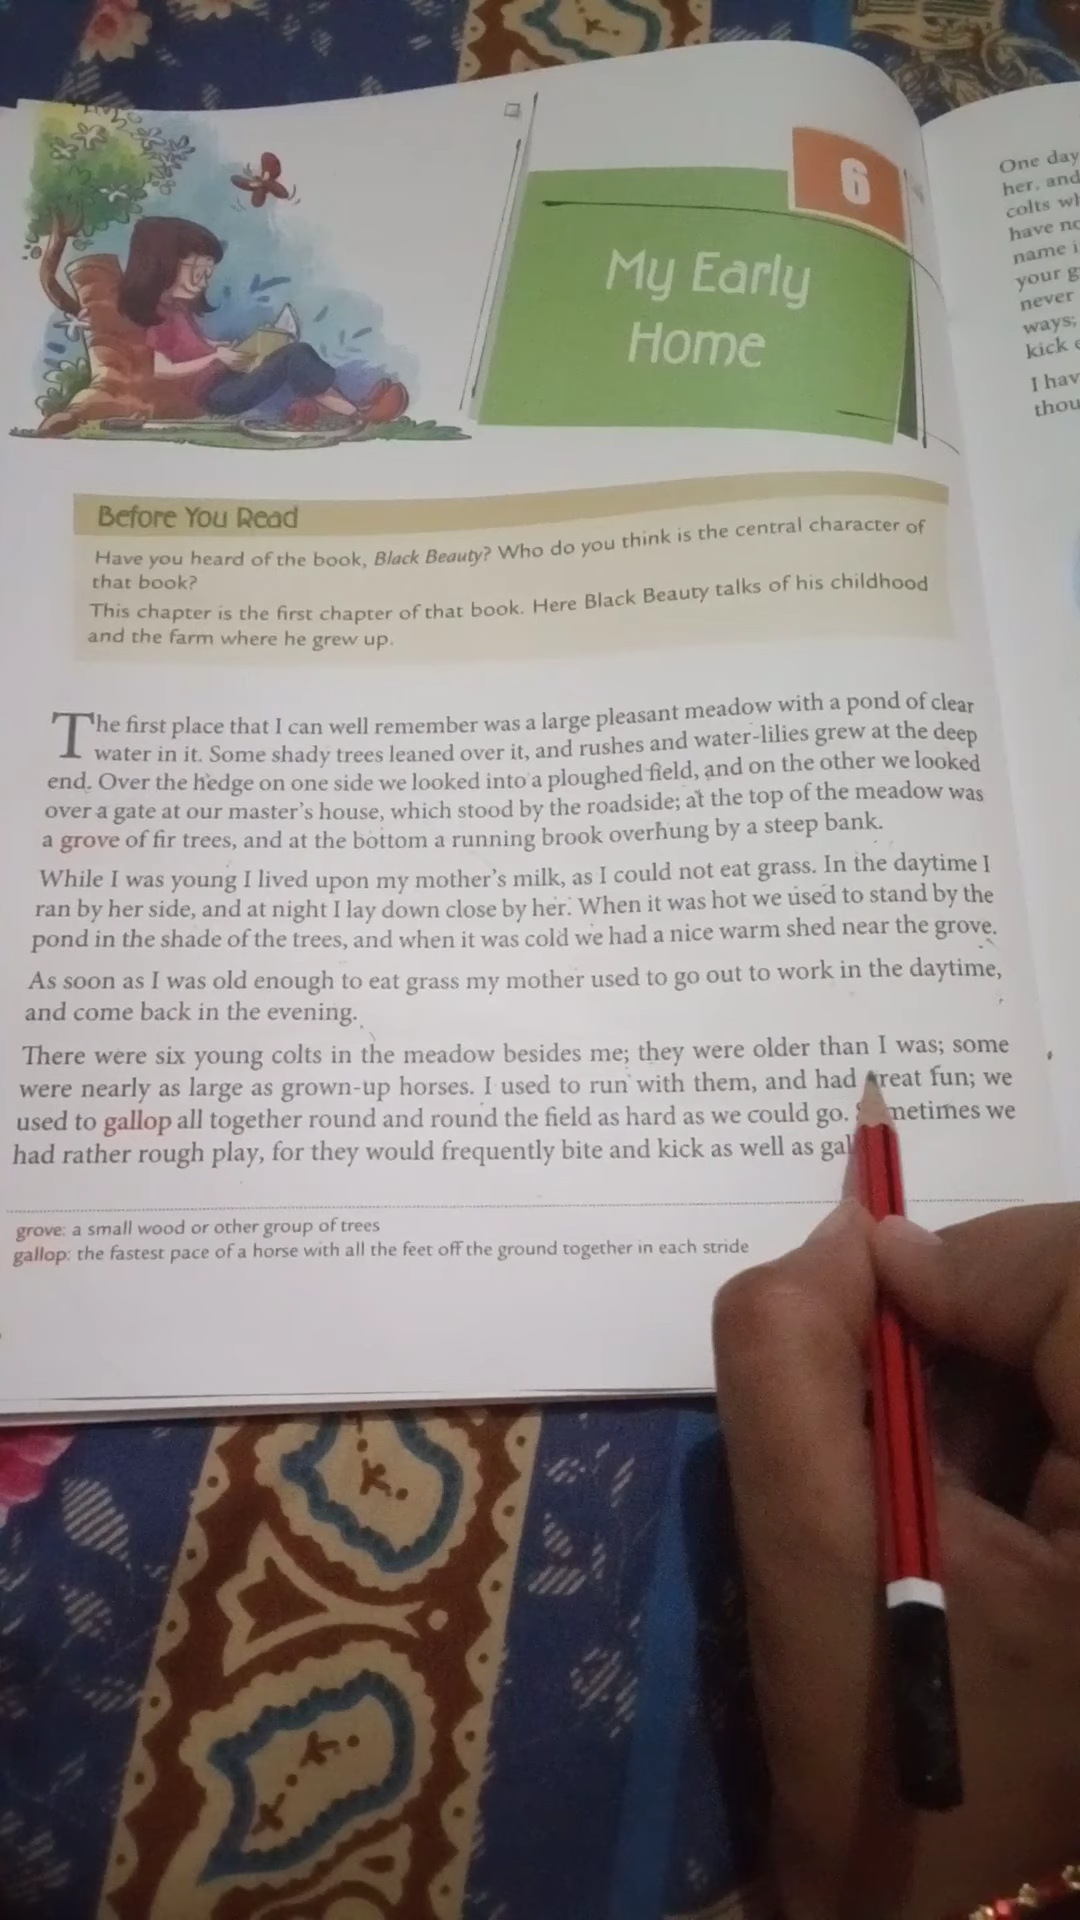 6
My Early
Home
Before You Read
Have you heard of the book, Black Beauty? Who do you think is the central character of
that book?
This chapter is the first chapter of that book. Here Black Beauty talks of his childhood
and the farm where he grew up.
The first place that I can well remember was a large pleasant meadow with a pond of clear
water in it. Some shady trees leaned over it, and rushes and water-lilies grew at the deep
end. Over the hedge on one side we looked into a ploughed field, and on the other we looked
over a gate at our master's house, which stood by the roadside; at the top of the meadow was
a grove of fir trees, and at the bottom a running brook overhung by a steep bank.
While I was young I lived upon my mother's milk, as I could not eat grass. In the daytime I
ran by her side, and at night I lay down close by her. When it was hot we used to stand by the
pond in the shade of the trees, and when it was cold we had a nice warm shed near the grove.
As soon as I was old enough to eat grass my mother used to go out to work in the daytime,
and come back in the evening.
There were six young colts in the meadow besides me; they were older than I was; some
were nearly as large as grown-up horses. I used to run with them, and had great fun; we
used to gallop all together round and round the field as hard as we could go. Sometimes we
had rather rough play, for they would frequently bite and kick as well as gal
grove: a small wood or other group of trees
gallop: the fastest pace of a horse with all the feet off the ground together in each stride
One day
her, and
colts wh
have no
name i
your g
never
ways;
kick
I hav
thou